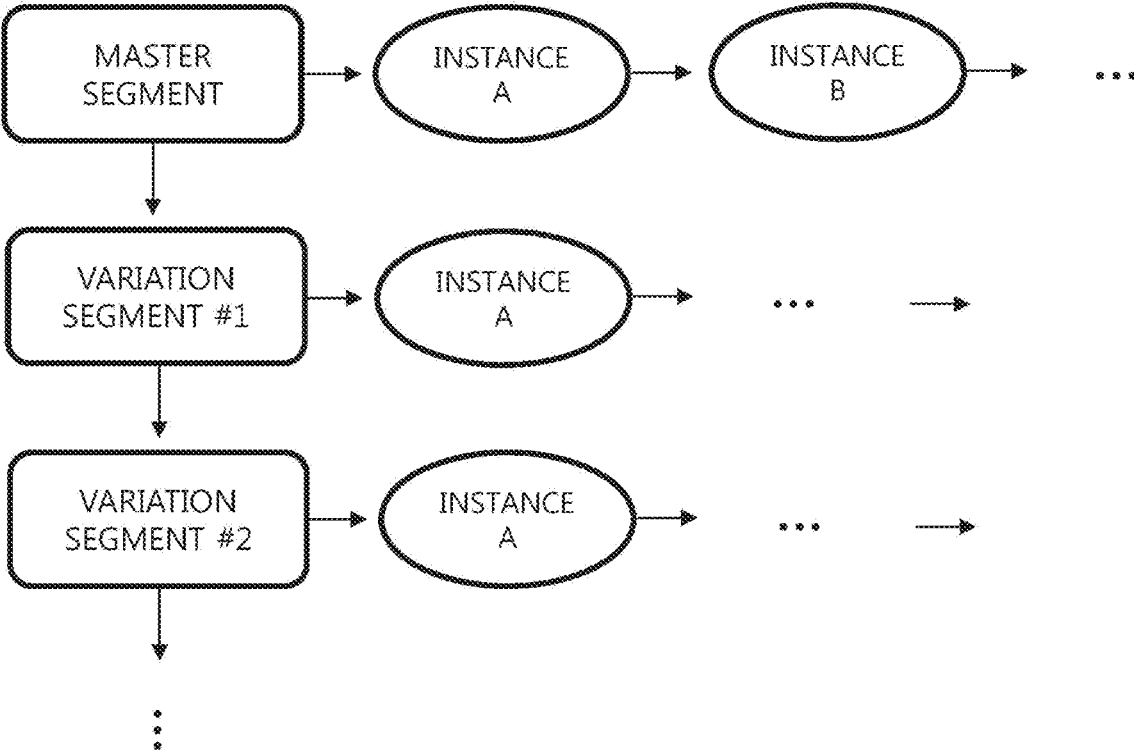 MASTER
SEGMENT
INSTANCE
A
INSTANCE
B
...
VARIATION
SEGMENT #1
INSTANCE
A
...
VARIATION
SEGMENT #2
INSTANCE
A
...
...